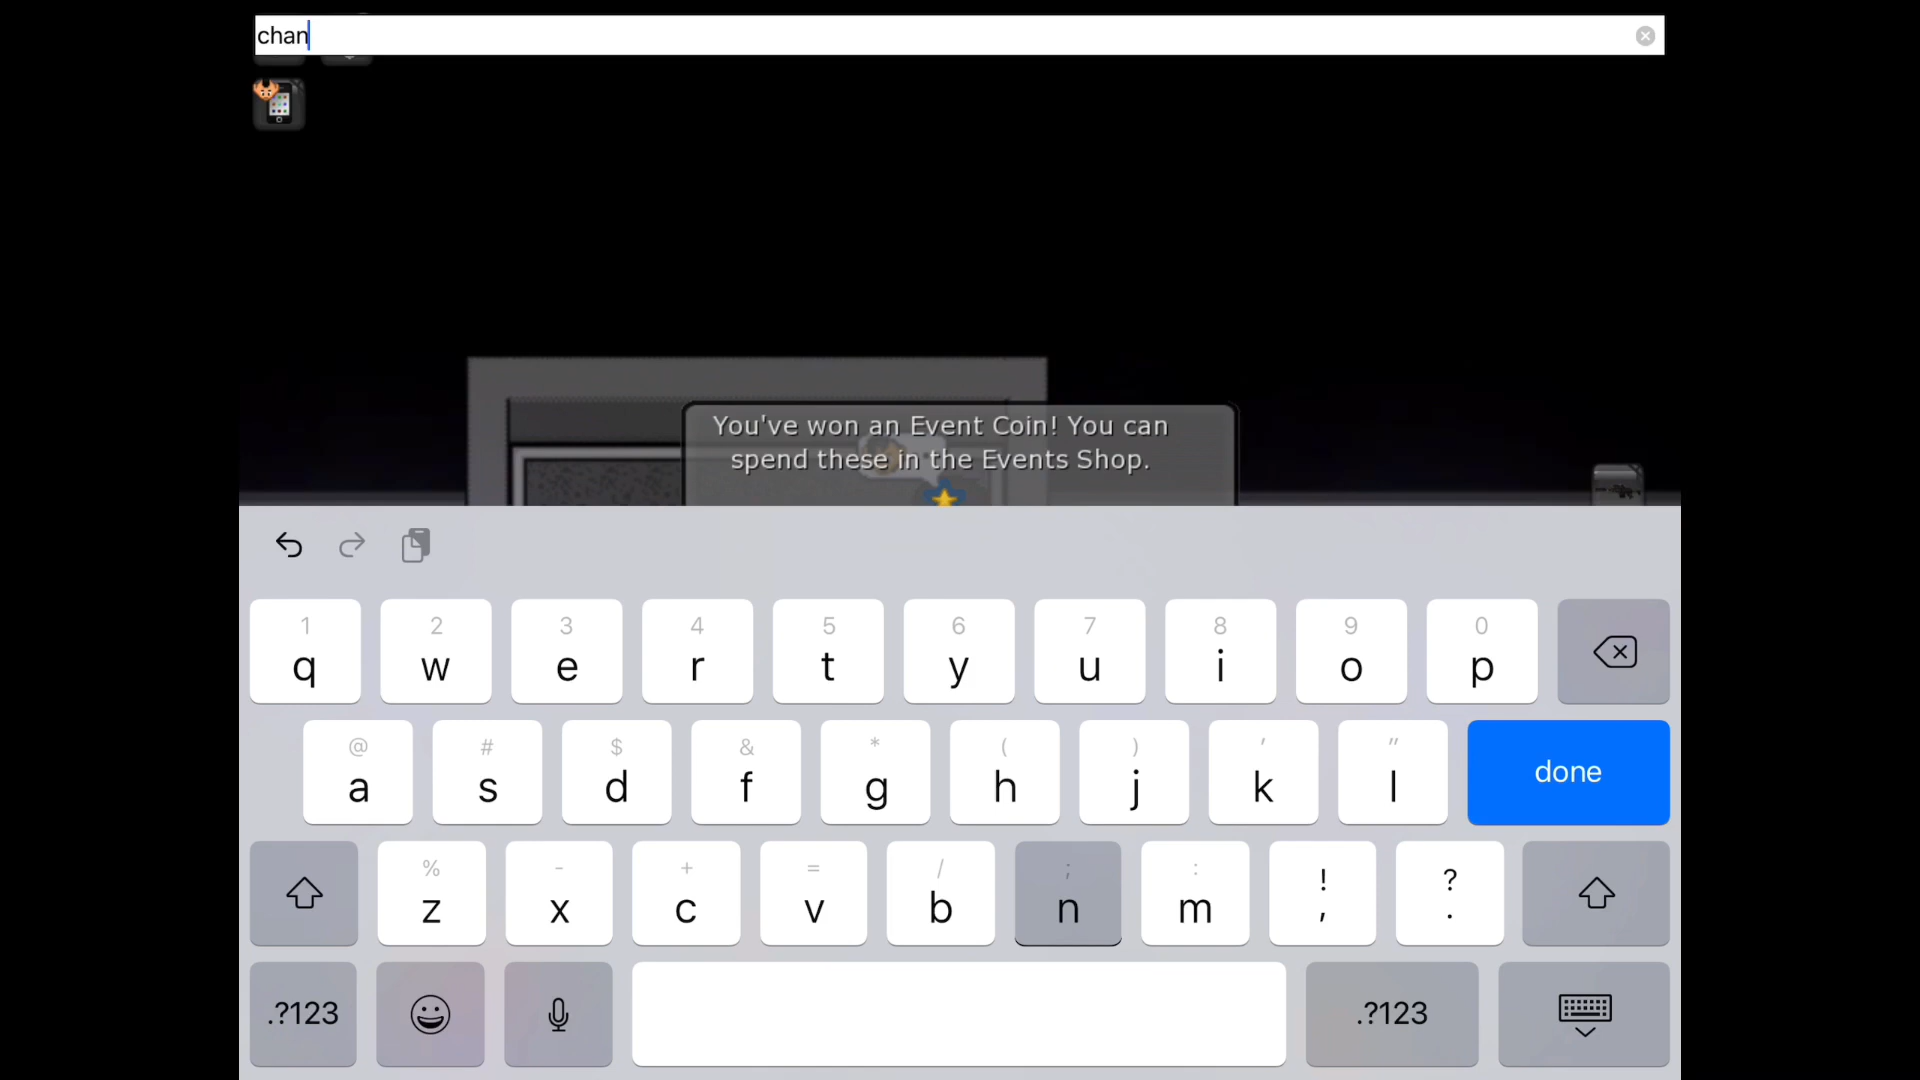 chan
You've won an Event Coin! You can
spend these in the Events Shop.
1 2 3 4 5 6 7 8 9 0
q w e r t y u i o p
@ # $ & * ( ) ' "
a s d f g h j k l done
% - + = / ; : ! ?
z x c v b n m , .
.?123 .?123